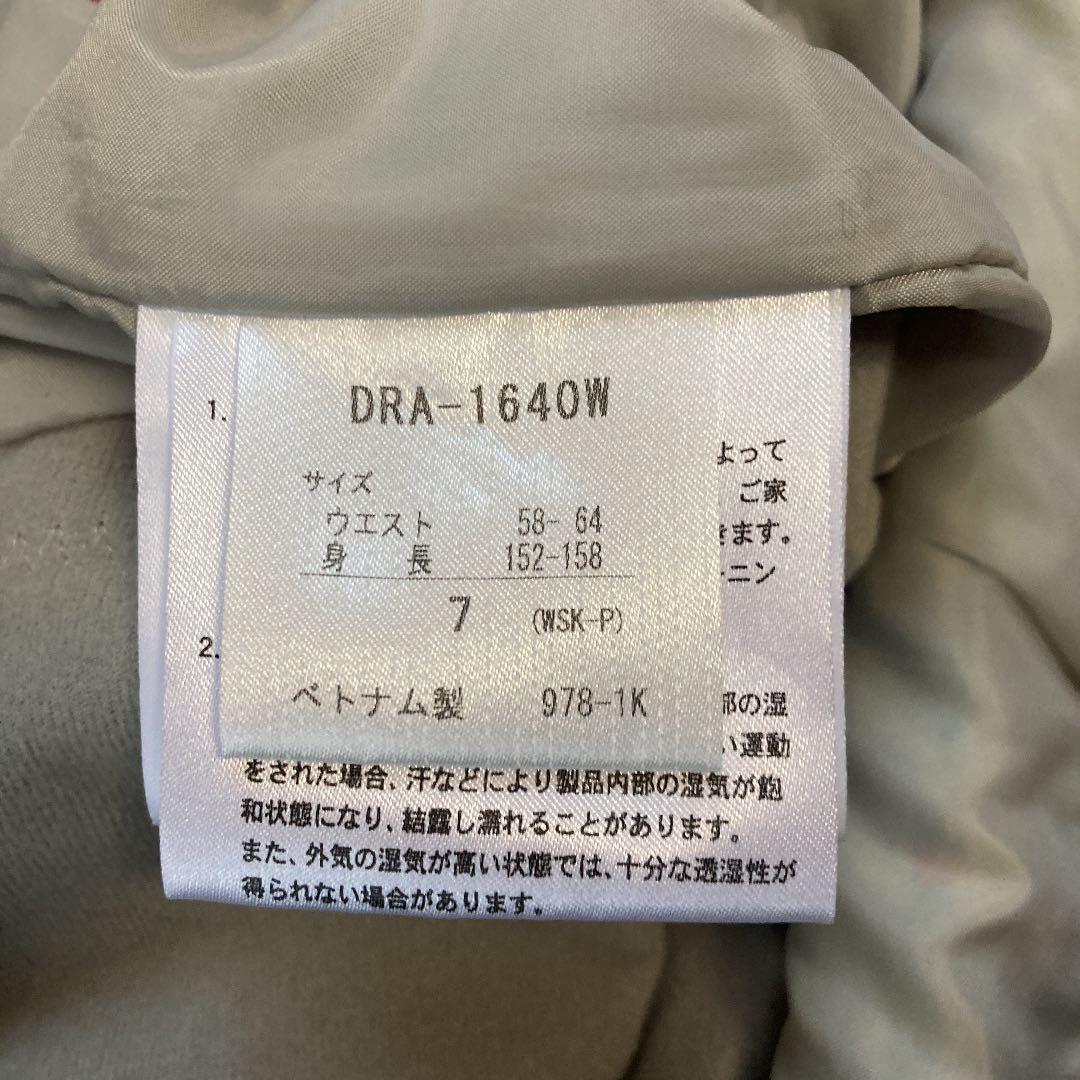 DRA-1640W
サイズ
ウエスト 58- 64
身 長 152-158
7 (WSK-P)
ベトナム製 978-1K
1.
よって
ご家
きます。
ニン
2.
部の湿
い運動
をされた場合、汗などにより製品内部の湿気が飽
和状態になり、結露し濡れることがあります。
また、外気の湿気が高い状態では、十分な透湿性が
得られない場合があります。